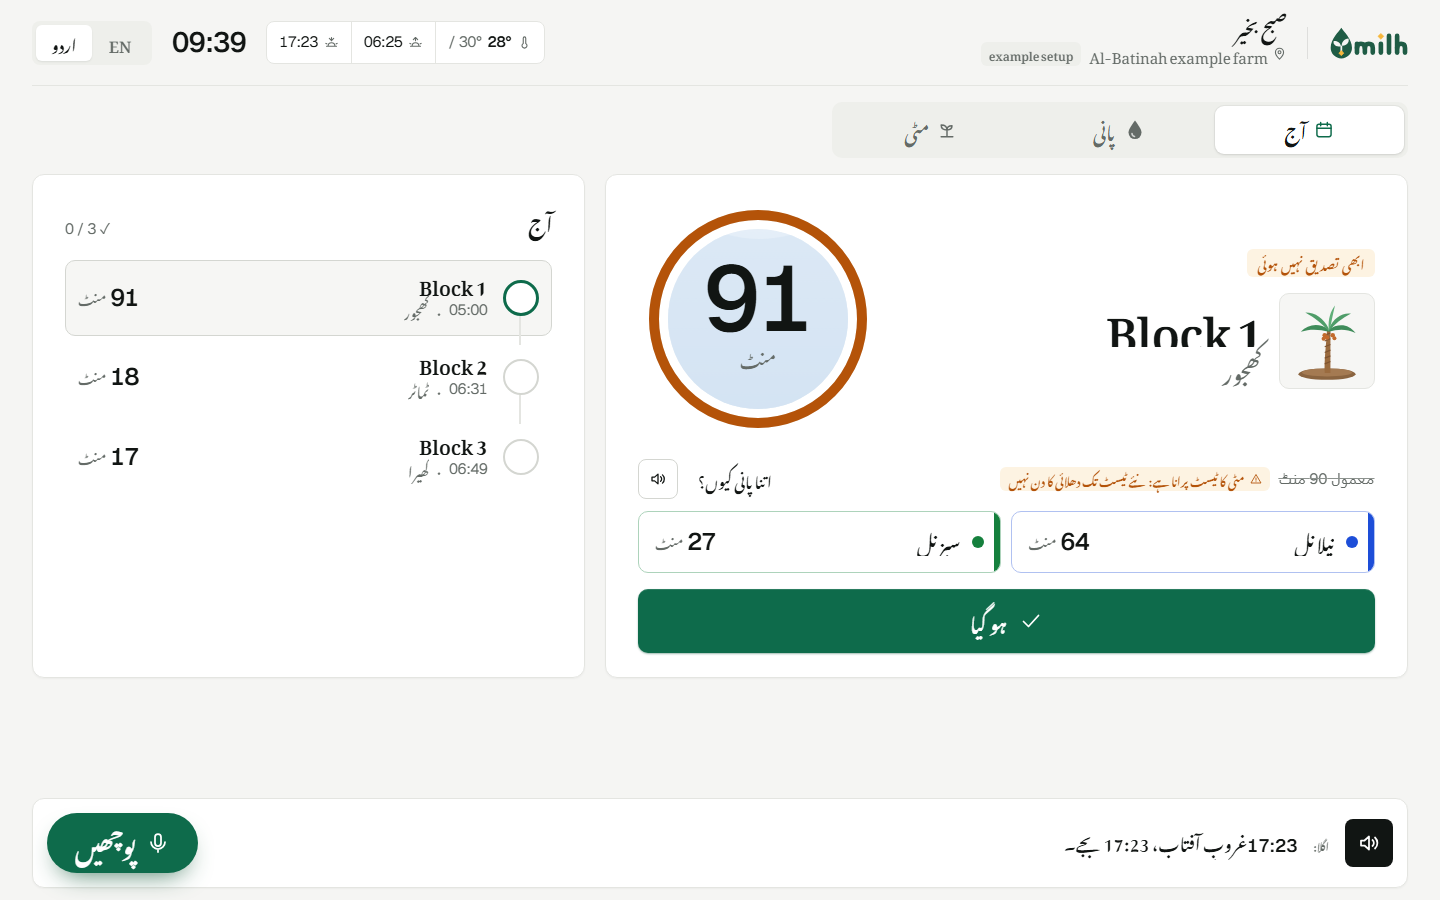 milh
صبح بخیر
Al-Batinah example farm
example setup
28° / 30°
06:25
17:23
09:39
EN
اردو
آج
پانی
مٹی
ابھی تصدیق نہیں ہوئی
Block 1
کھجور
91
منٹ
معمول 90 منٹ
مٹی کا ٹیسٹ پرانا ہے: نئے ٹیسٹ تک دھلائی کا دن نہیں
اتنا پانی کیوں؟
نیلا نل
64 منٹ
سبز نل
27 منٹ
ہو گیا
آج
0 / 3 ✓
Block 1
05:00 · کھجور
91 منٹ
Block 2
06:31 · ٹماٹر
18 منٹ
Block 3
06:49 · کھیرا
17 منٹ
اگلا:
17:23 غروب آفتاب، 17:23 بجے۔
پوچھیں